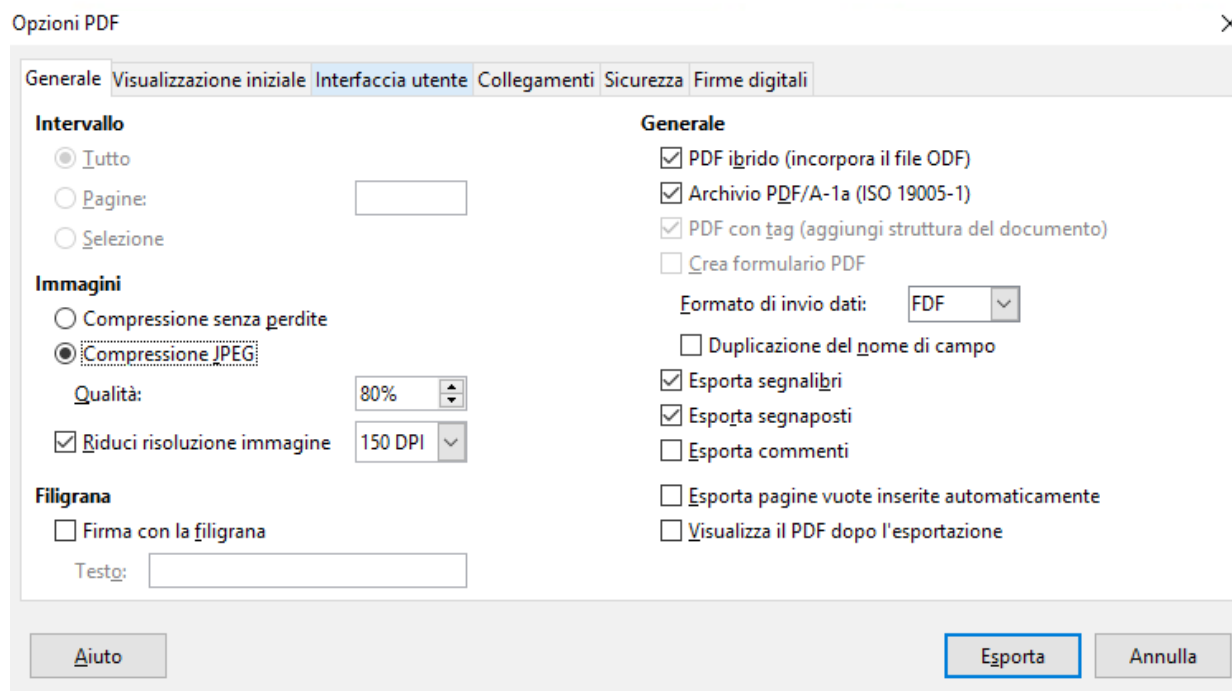 Opzioni PDF
Generale Visualizzazione iniziale Interfaccia utente Collegamenti Sicurezza Firme digitali
Intervallo
Tutto
Pagine:
Selezione
Immagini
Compressione senza perdite
Compressione JPEG
Qualità: 80%
Riduci risoluzione immagine 150 DPI
Filigrana
Firma con la filigrana
Testo:
Generale
PDF ibrido (incorpora il file ODF)
Archivio PDF/A-1a (ISO 19005-1)
PDF con tag (aggiungi struttura del documento)
Crea formulario PDF
Formato di invio dati: FDF
Duplicazione del nome di campo
Esporta segnalibri
Esporta segnaposti
Esporta commenti
Esporta pagine vuote inserite automaticamente
Visualizza il PDF dopo l'esportazione
Aiuto Esporta Annulla